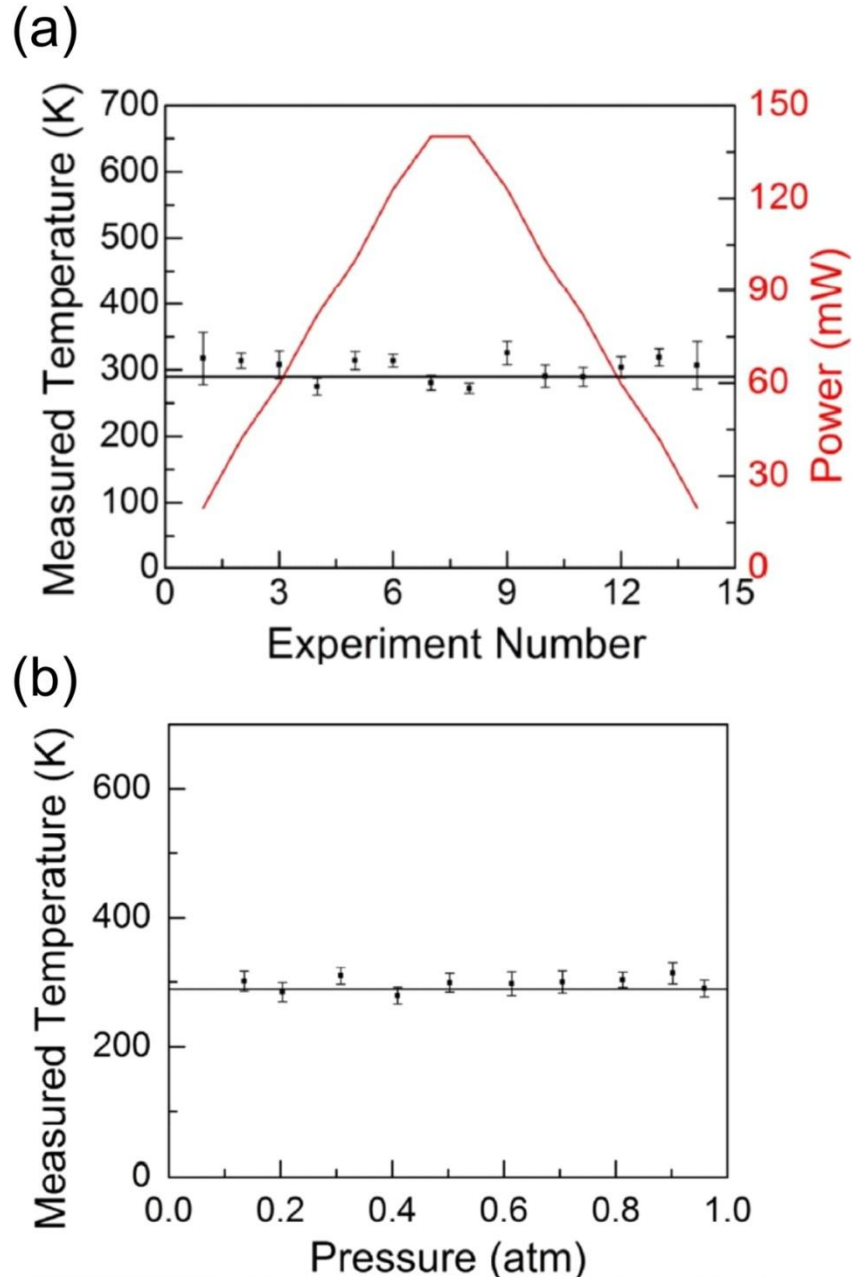 (a)
Measured Temperature (K)
700
600
500
400
300
200
100
0
0 3 6 9 12 15
Experiment Number
150
120
90
60
30
0
Power (mW)
(b)
Measured Temperature (K)
600
400
200
0
0.0 0.2 0.4 0.6 0.8 1.0
Pressure (atm)